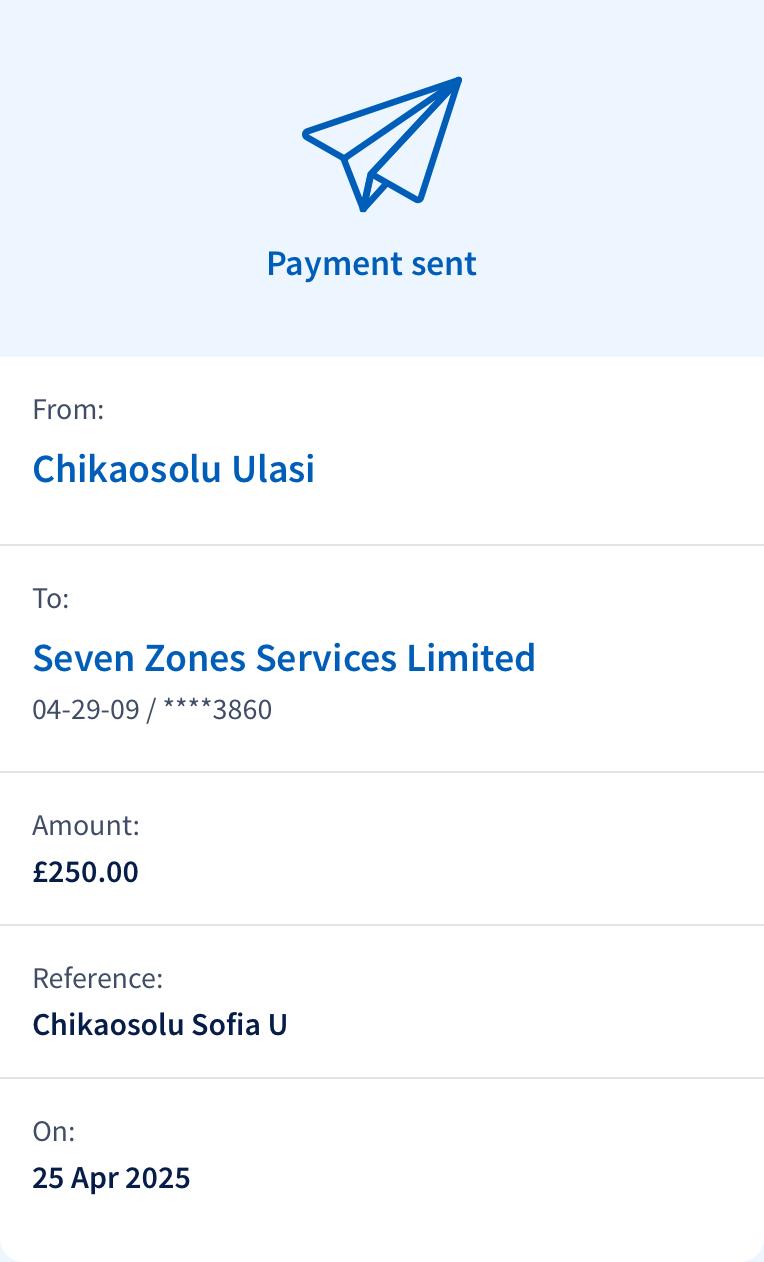 Payment sent
From:
Chikaosolu Ulasi
To:
Seven Zones Services Limited
04-29-09 / ****3860
Amount:
£250.00
Reference:
Chikaosolu Sofia U
On:
25 Apr 2025